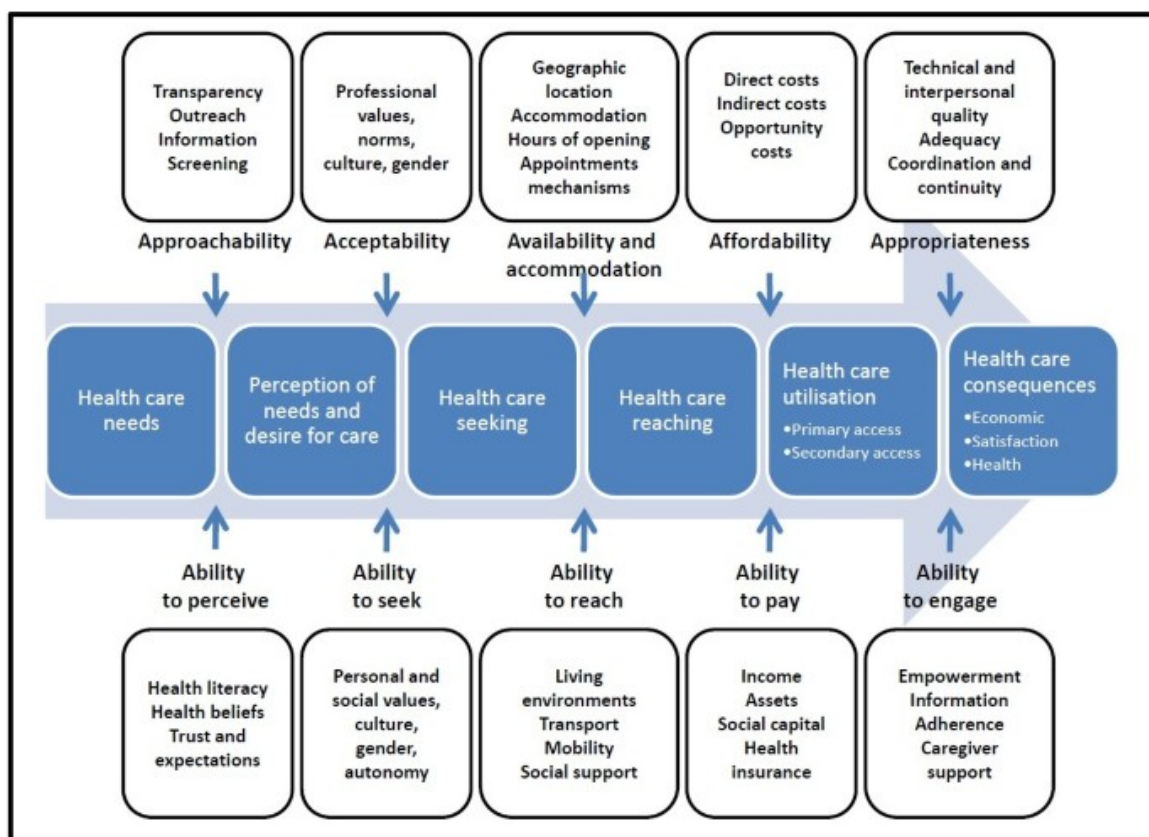 Transparency
Outreach
Information
Screening
Professional
values,
norms,
culture, gender
Geographic
location
Accommodation
Hours of opening
Appointments
mechanisms
Direct costs
Indirect costs
Opportunity
costs
Technical and
interpersonal
quality
Adequacy
Coordination and
continuity
Approachability
Acceptability
Availability and
accommodation
Affordability
Appropriateness
Health care
needs
Perception of
needs and
desire for care
Health care
seeking
Health care
reaching
Health care
utilisation
•Primary access
•Secondary access
Health care
consequences
•Economic
•Satisfaction
•Health
Ability
to perceive
Ability
to seek
Ability
to reach
Ability
to pay
Ability
to engage
Health literacy
Health beliefs
Trust and
expectations
Personal and
social values,
culture,
gender,
autonomy
Living
environments
Transport
Mobility
Social support
Income
Assets
Social capital
Health
insurance
Empowerment
Information
Adherence
Caregiver
support